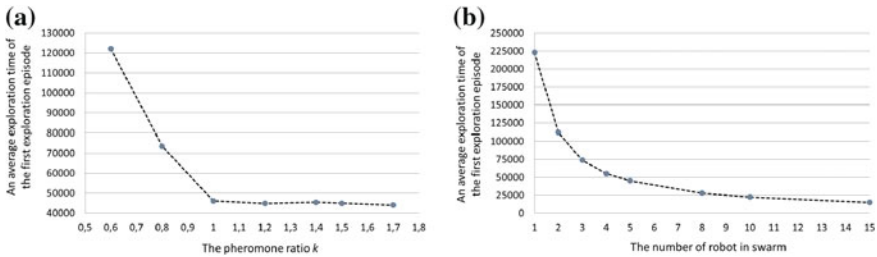 (a)
An average exploration time of
the first exploration episode
130000
120000
110000
100000
90000
80000
70000
60000
50000
40000
0,5 0,6 0,7 0,8 0,9 1 1,1 1,2 1,3 1,4 1,5 1,6 1,7 1,8
The pheromone ratio k
(b)
An average exploration time of
the first exploration episode
250000
225000
200000
175000
150000
125000
100000
75000
50000
25000
0
1 2 3 4 5 6 7 8 9 10 11 12 13 14 15
The number of robot in swarm